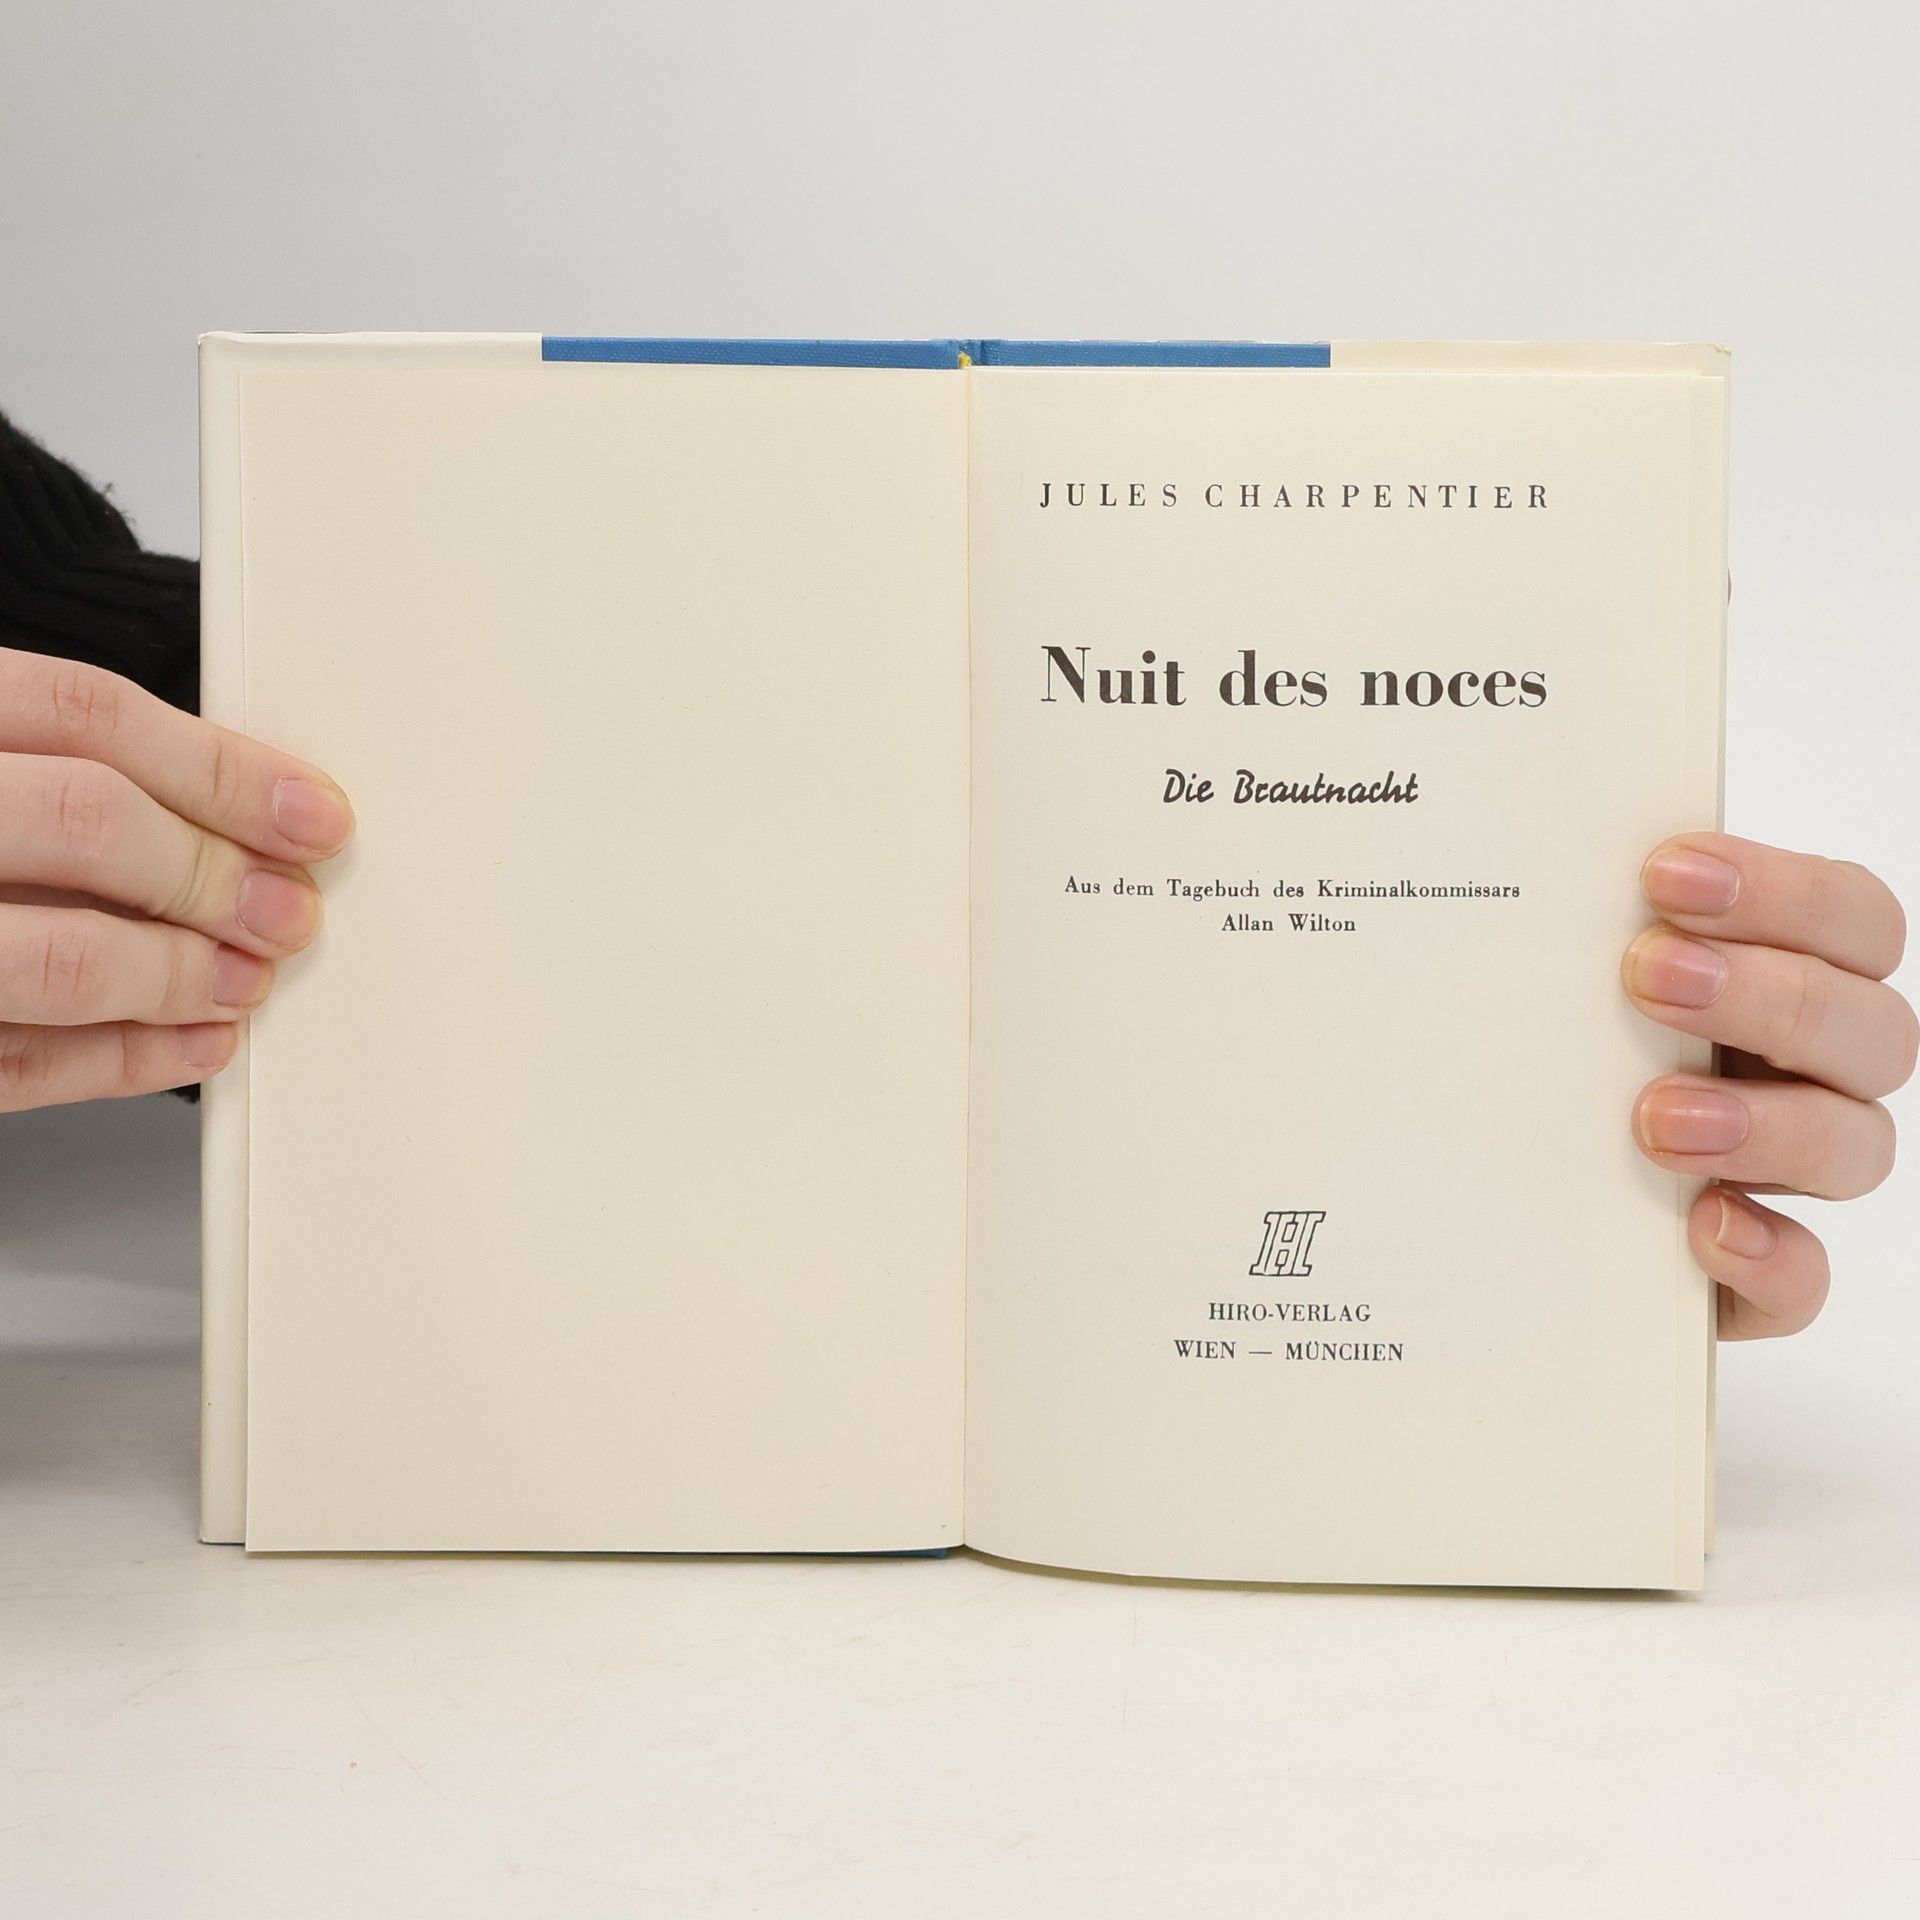 JULES CHARPENTIER
Nuit des noces
Die Brautnacht
Aus dem Tagebuch des Kriminalkommissars
Allan Wilton
H
HIRO-VERLAG
WIEN — MÜNCHEN